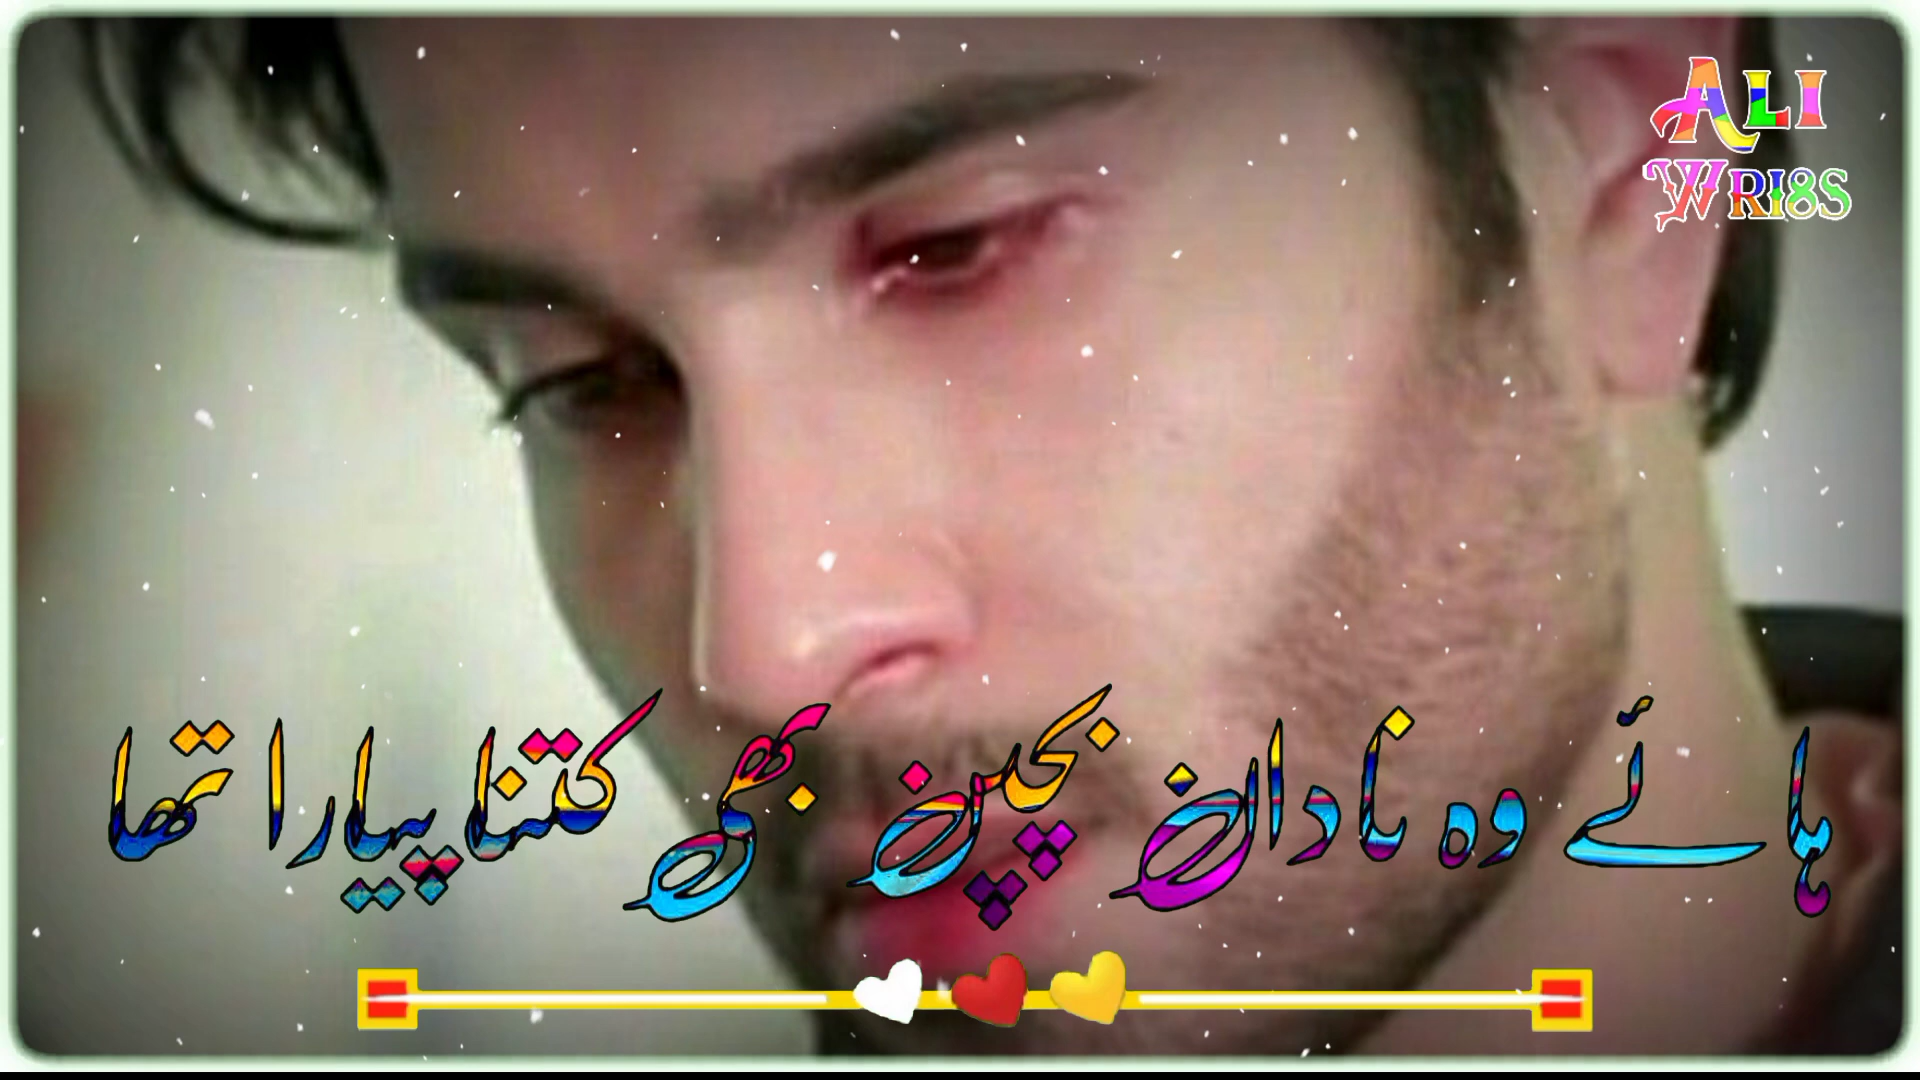 ALI
WRI8S
ہائے وہ نادان بچپن بھی کتنا پیارا تھا